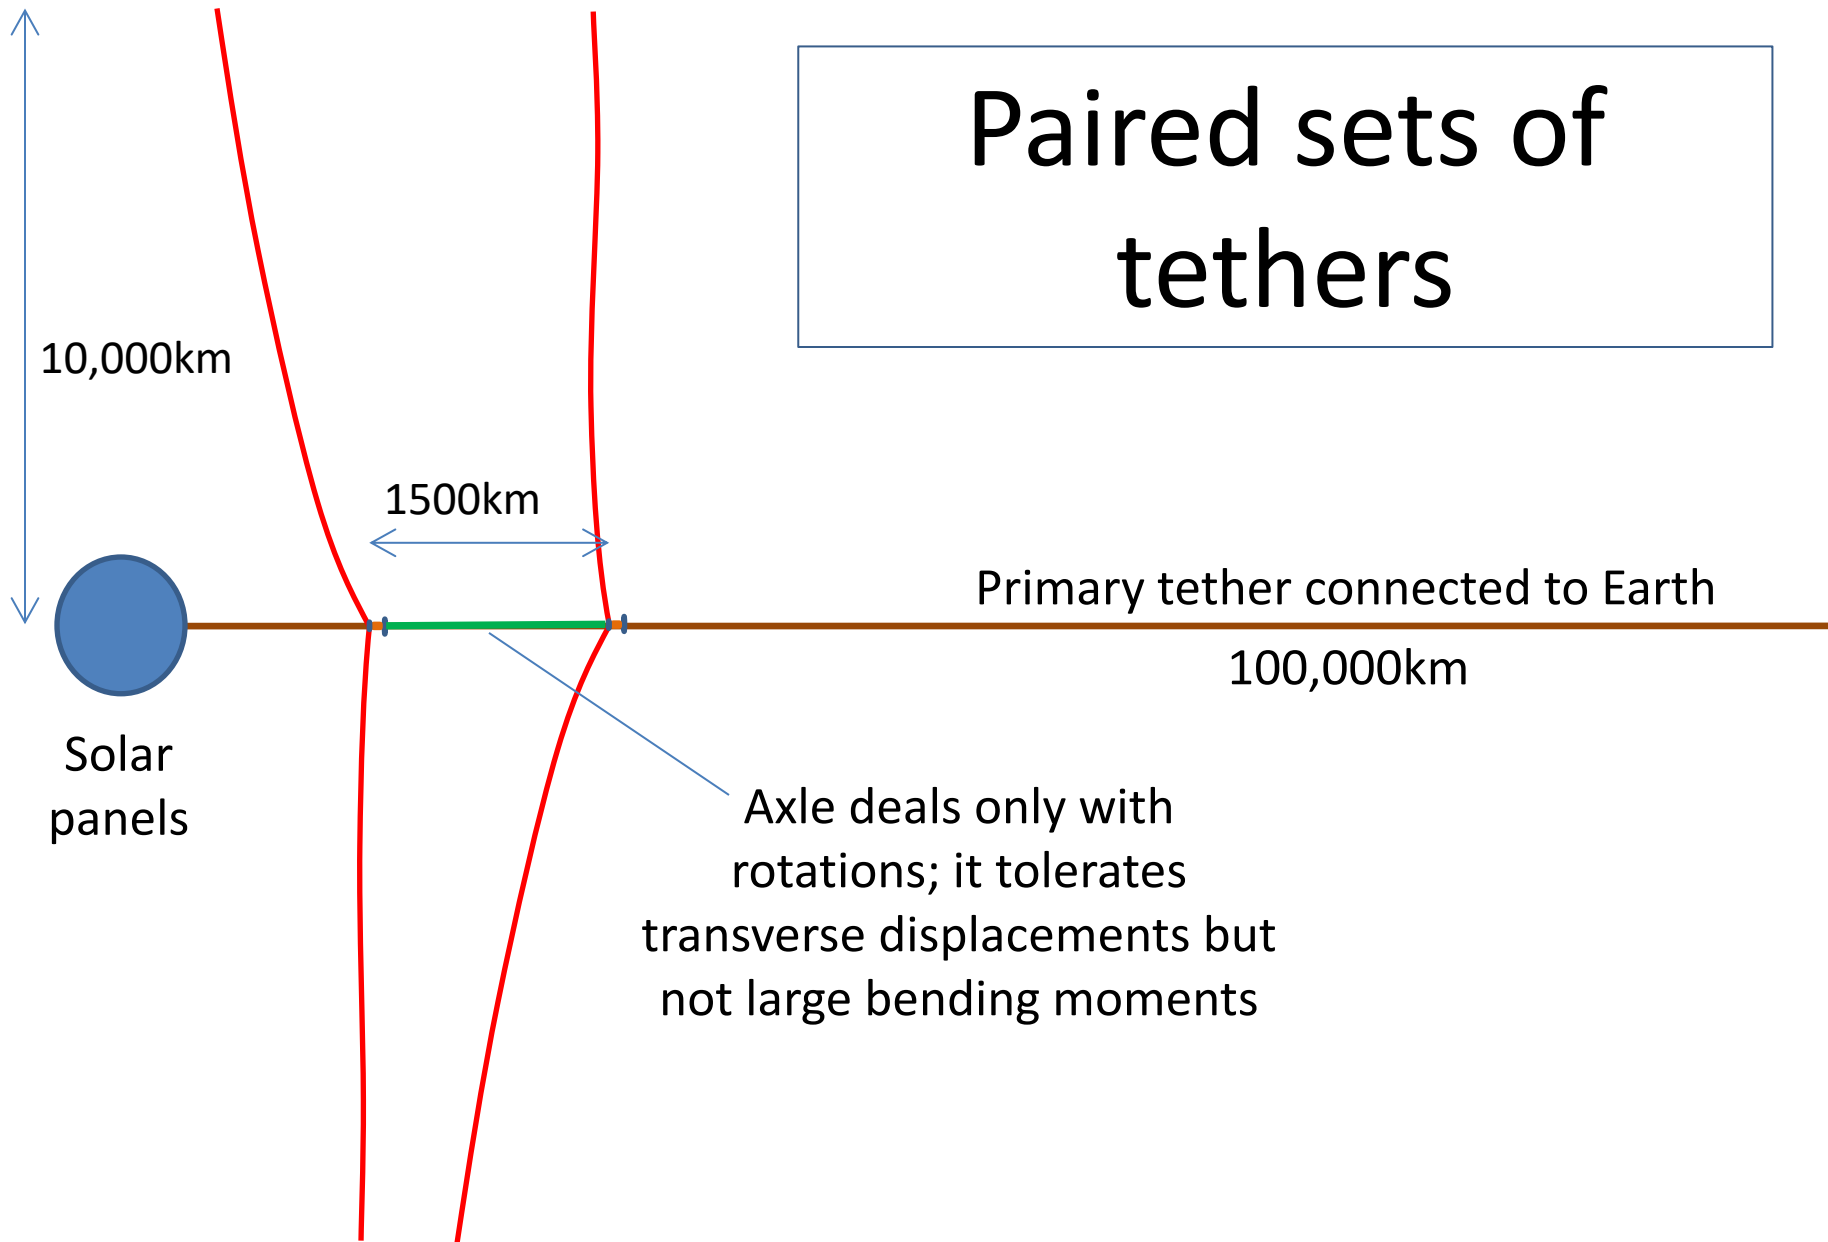 Paired sets of
tethers
10,000km
1500km
Primary tether connected to Earth
100,000km
Solar
panels
Axle deals only with
rotations; it tolerates
transverse displacements but
not large bending moments